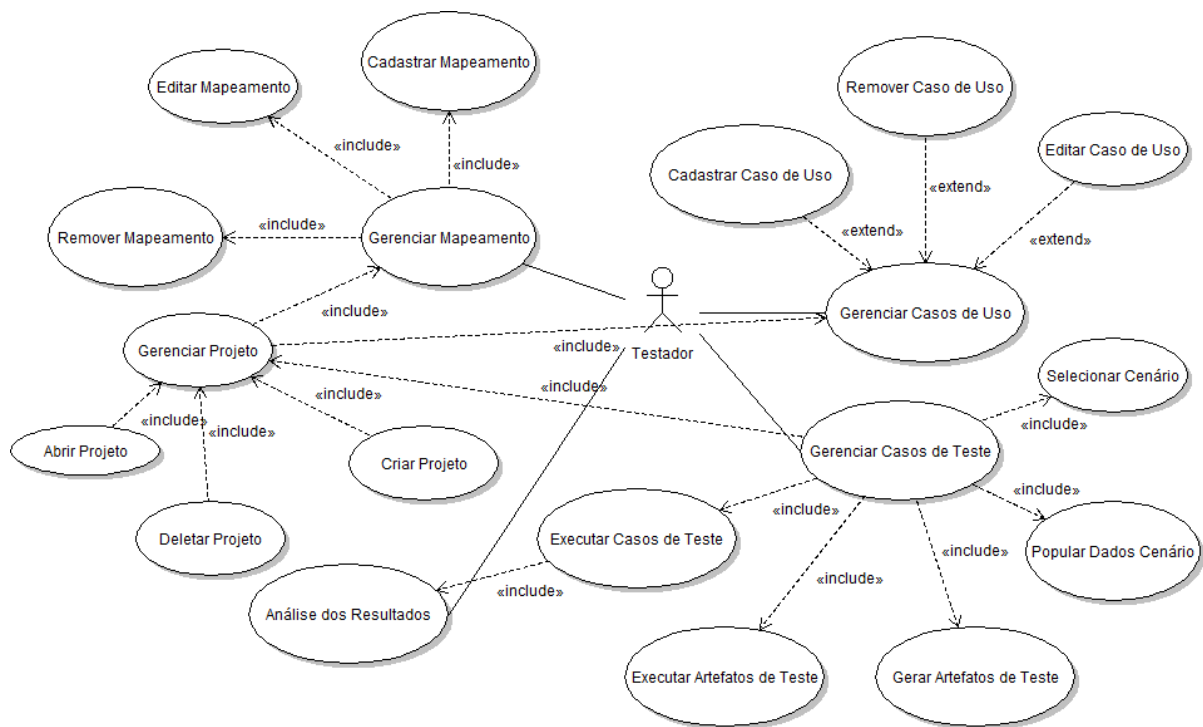 Cadastrar Mapeamento
Editar Mapeamento
Remover Caso de Uso
Editar Caso de Uso
«include»
«include»
Cadastrar Caso de Uso
«extend»
«include»
Remover Mapeamento
Gerenciar Mapeamento
«extend»
«extend»
«include»
Gerenciar Casos de Uso
Gerenciar Projeto
«include»
Testador
«include»
Selecionar Cenário
«include»
«include»
«include»
«include»
Abrir Projeto
Criar Projeto
Gerenciar Casos de Teste
«include»
«include»
Deletar Projeto
Executar Casos de Teste
«include»
Popular Dados Cenário
«include»
«include»
Análise dos Resultados
Executar Artefatos de Teste
Gerar Artefatos de Teste